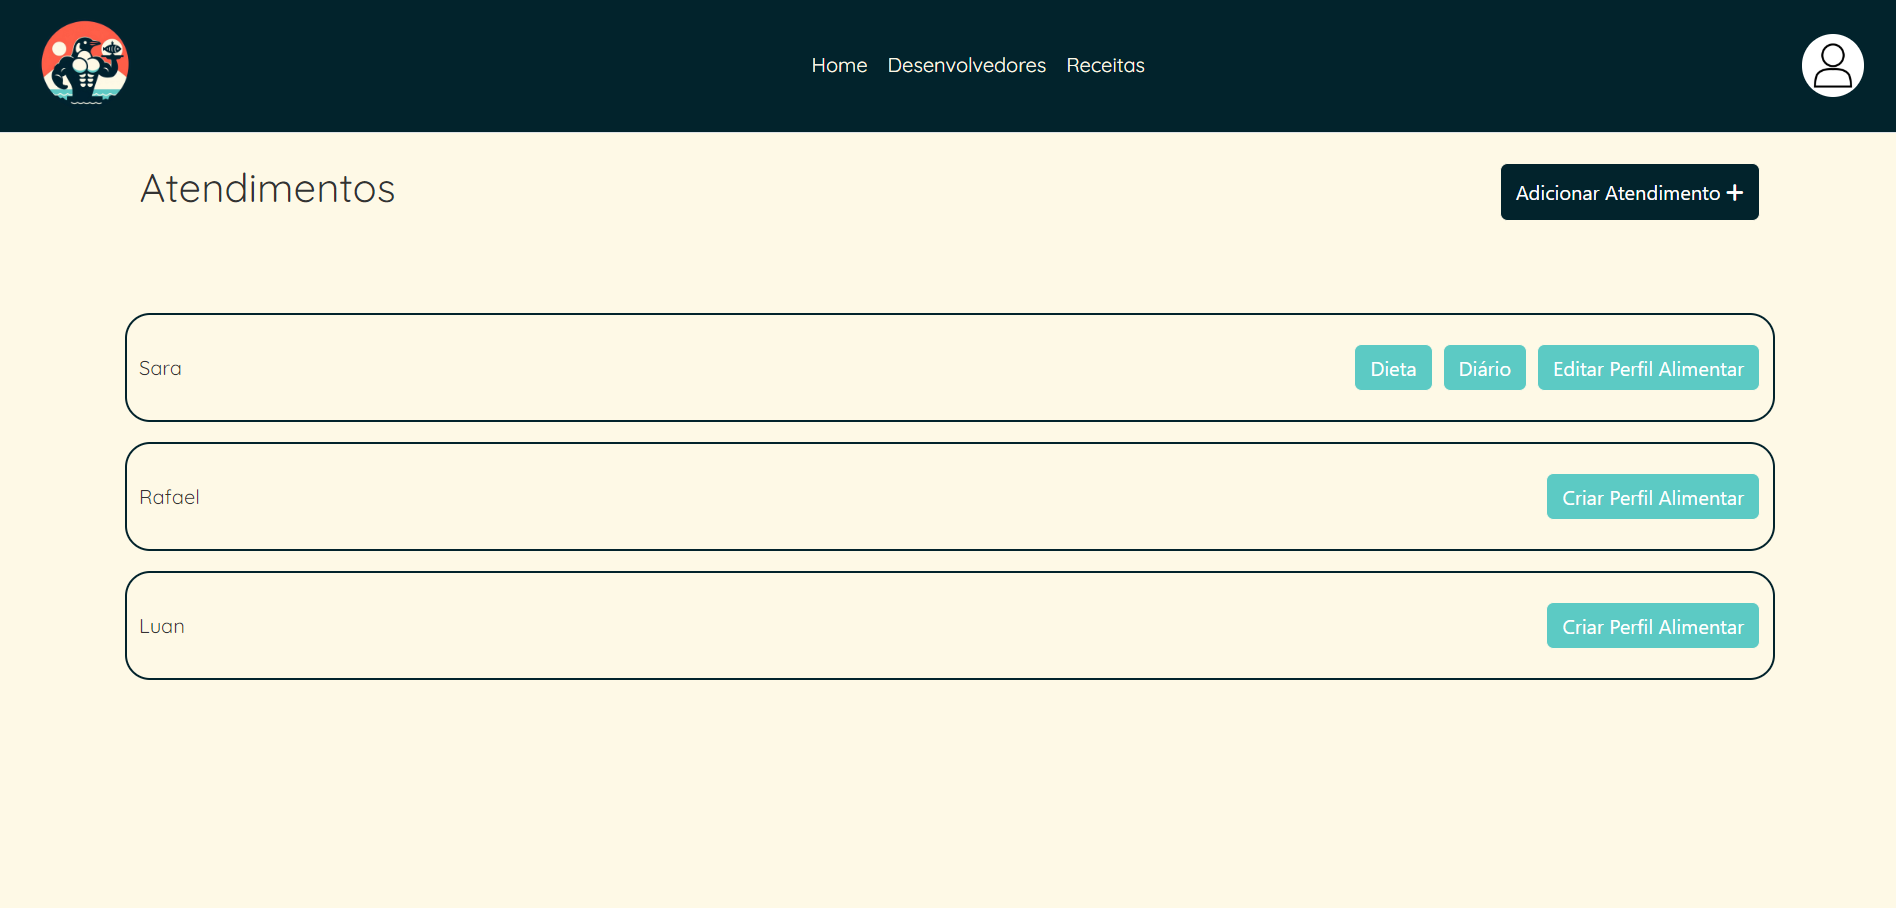 Home Desenvolvedores Receitas
Atendimentos
Adicionar Atendimento +
Sara
Dieta
Diário
Editar Perfil Alimentar
Rafael
Criar Perfil Alimentar
Luan
Criar Perfil Alimentar